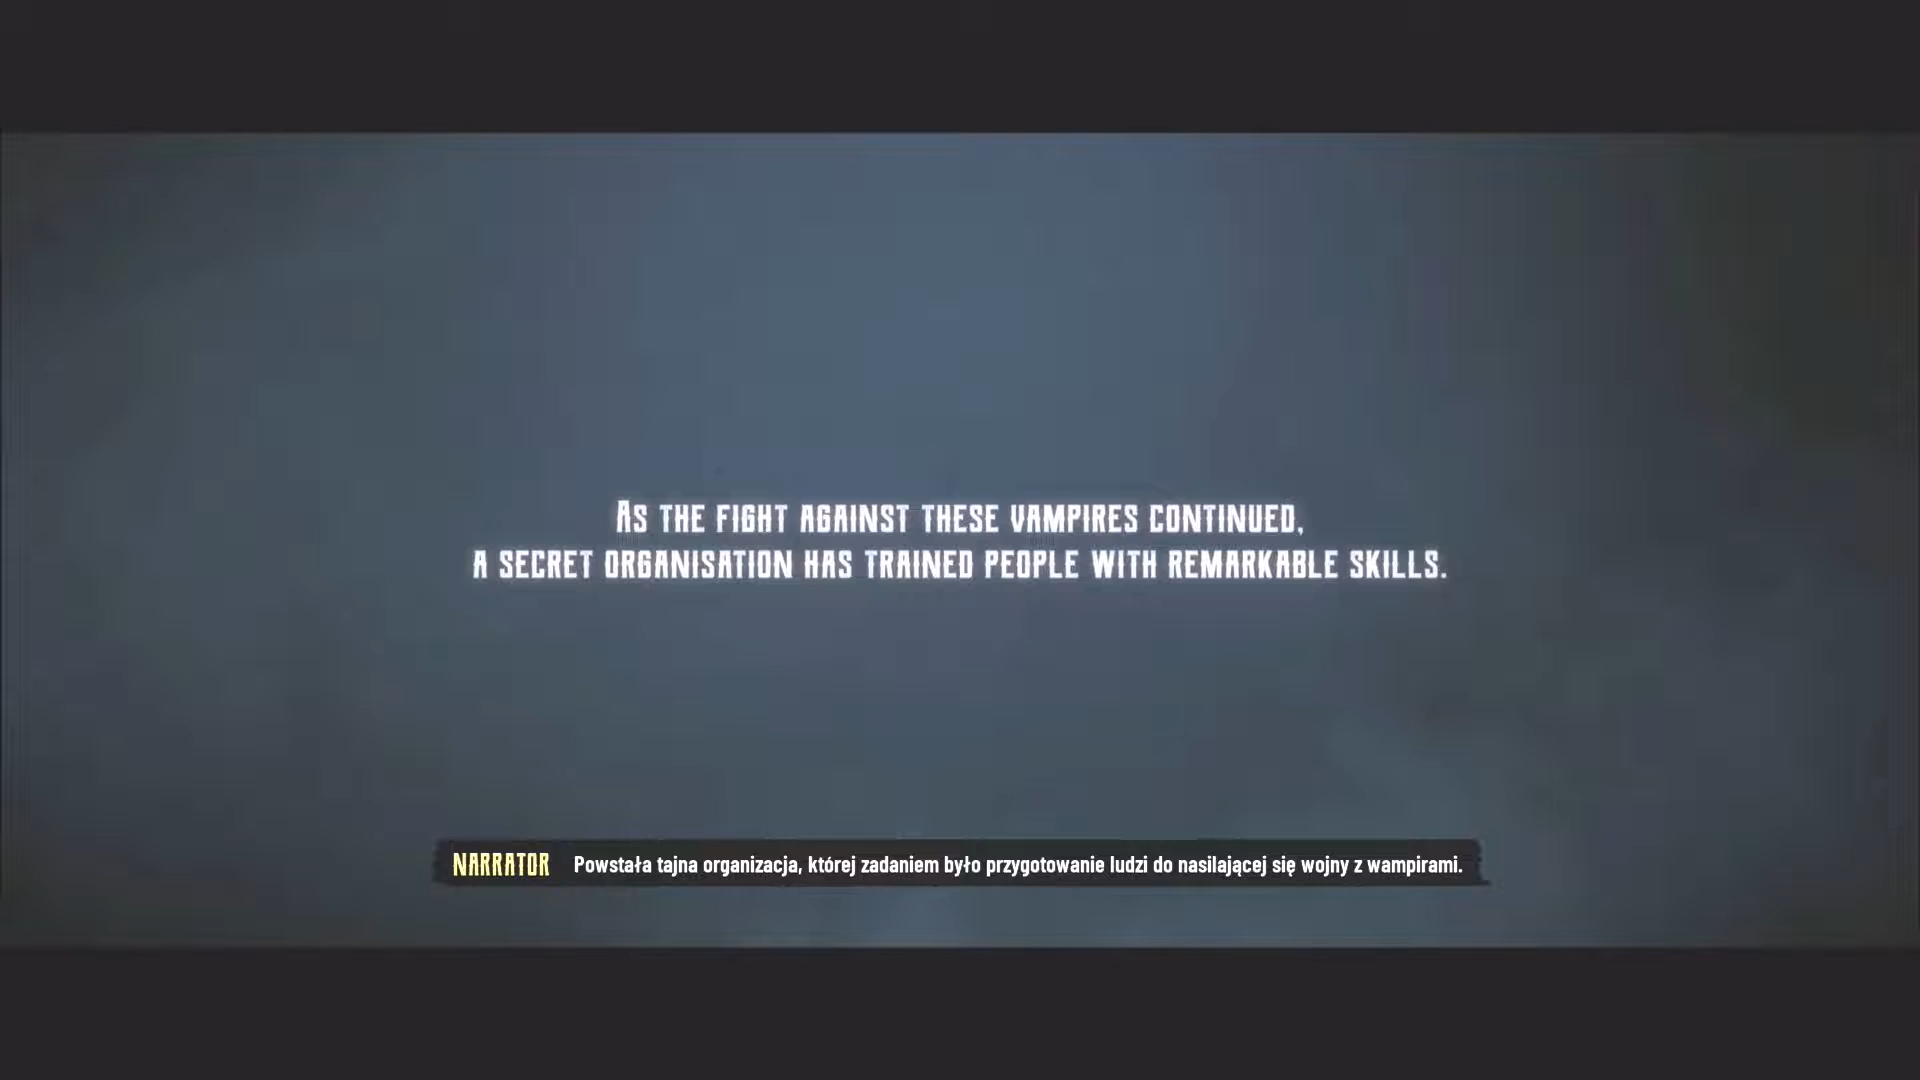 As the fight against these vampires continued,
a secret organisation has trained people with remarkable skills.
NARRATOR Powstała tajna organizacja, której zadaniem było przygotowanie ludzi do nasilającej się wojny z wampirami.